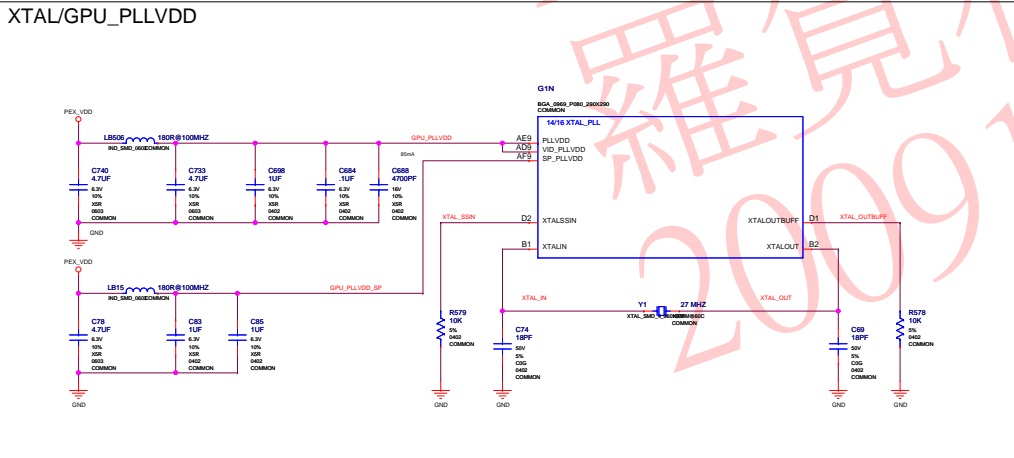 XTAL/GPU_PLLVDD
G1N
BGA_0969_P080_290X290
COMMON
14/16 XTAL_PLL
PEX_VDD
LB506
180R@100MHZ
GPU_PLLVDD
85mA
AE9
PLLVDD
AD9
VID_PLLVDD
AF9
SP_PLLVDD
C740
4.7UF
6.3V
10%
X5R
0603
COMMON
C733
4.7UF
6.3V
10%
X5R
0603
COMMON
C698
1UF
6.3V
10%
X5R
0402
COMMON
C684
.1UF
6.3V
10%
X5R
0402
COMMON
C688
4700PF
16V
10%
X5R
0402
COMMON
GND
XTAL_SSIN
D2
XTALSSIN
B1
XTALIN
XTALOUTBUFF
D1
XTAL_OUTBUFF
XTALOUT
B2
PEX_VDD
LB15
180R@100MHZ
GPU_PLLVDD_SP
C78
4.7UF
6.3V
10%
X5R
0603
COMMON
C83
1UF
6.3V
10%
X5R
0402
COMMON
C85
1UF
6.3V
10%
X5R
0402
COMMON
GND
XTAL_IN
Y1
27 MHZ
COMMON
XTAL_OUT
R579
10K
5%
0402
COMMON
GND
C74
18PF
50V
5%
C0G
0402
COMMON
GND
C69
18PF
50V
5%
C0G
0402
COMMON
GND
R578
10K
5%
0402
COMMON
GND
羅
2009